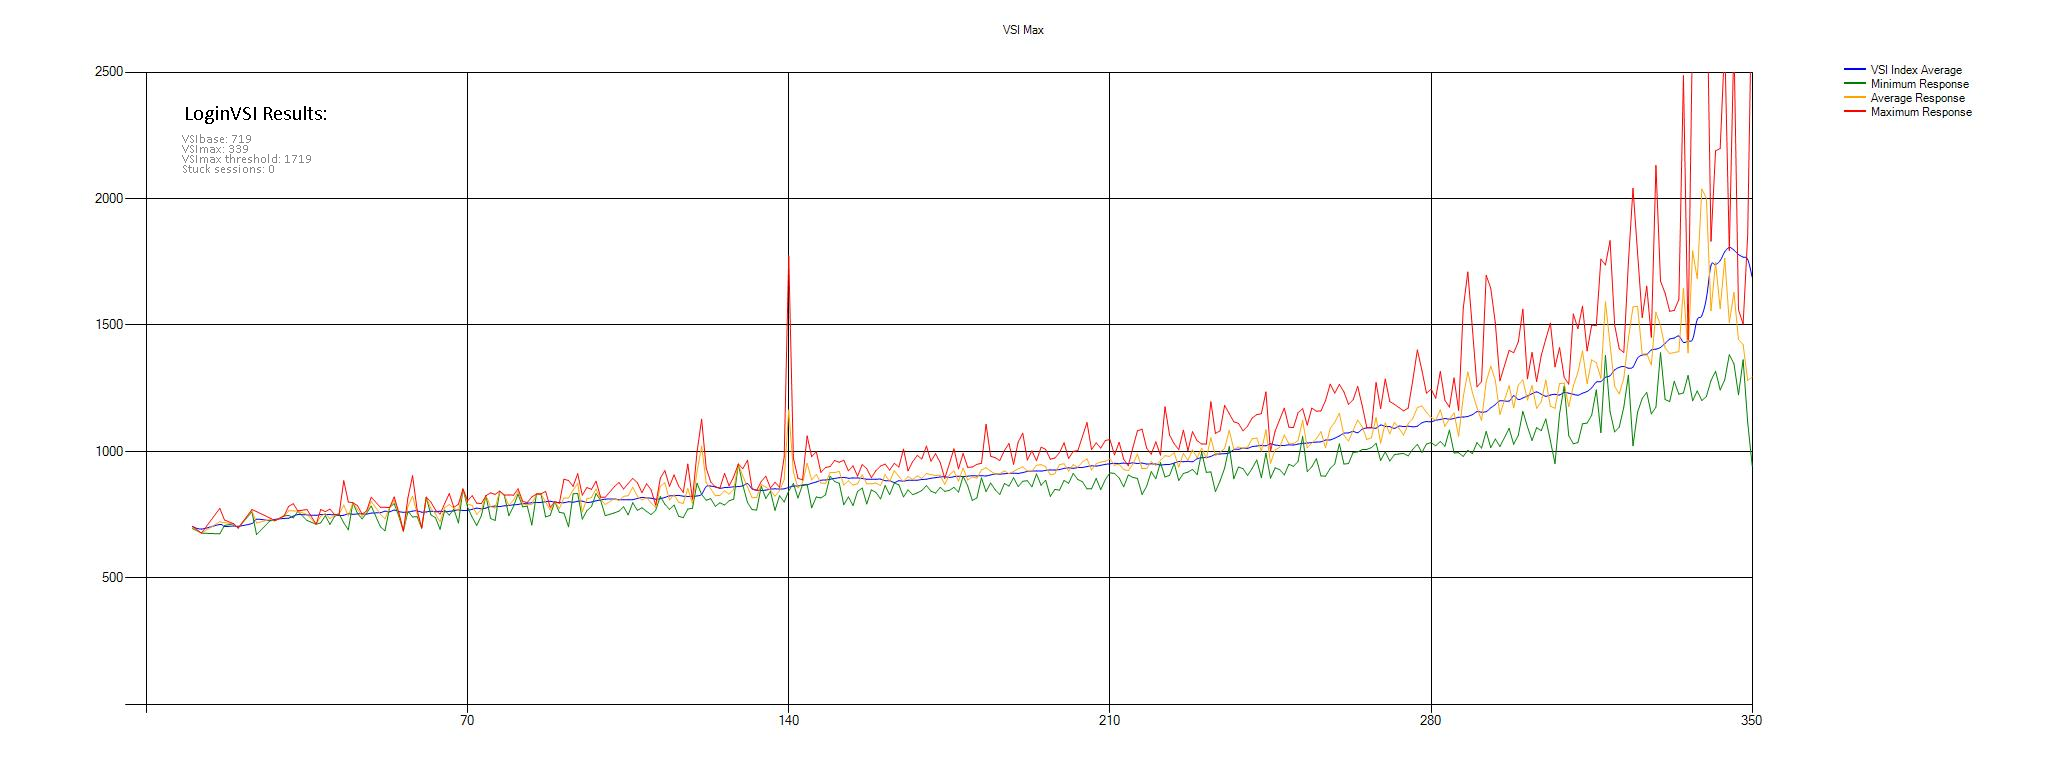 VSI Max
2500
2000
1500
1000
500
70
140
210
280
350
LoginVSI Results:
VSIbase: 719
VSImax: 339
VSImax threshold: 1719
Stuck sessions: 0
VSI Index Average
Minimum Response
Average Response
Maximum Response